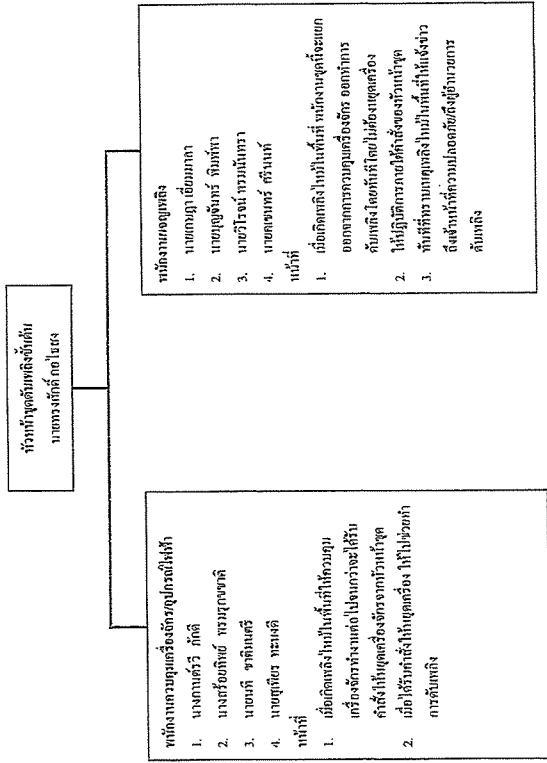 หัวหน้าชุดดับเพลิงขั้นต้น
นายทรงศักดิ์ กอไธสง
พนักงานควบคุมเครื่องจักร/อุปกรณ์ไฟฟ้า
1. นางกานต์รวี ภักดี
2. นางสร้อยทิพย์ พรมรุกขชาติ
3. นายนที ชาติมนตรี
4. นายสุเทียร ทะมงดี
หน้าที่
1. เมื่อเกิดเพลิงไหม้ในพื้นที่ให้ควบคุม
เครื่องจักรทำงานต่อไปจนกว่าจะได้รับ
คำสั่งให้หยุดเครื่องจักรจากหัวหน้าชุด
2. เมื่อได้รับคำสั่งให้หยุดเครื่อง ให้ไปช่วยทำ
การดับเพลิง
พนักงานผจญเพลิง
1. นายเกษฎา เอี่ยมมาลา
2. นายบุญจันทร์ พิมพ์พา
3. นายวิโรจน์ พรมนันทรา
4. นายคเชนทร์ ศรีนนท์
หน้าที่
1. เมื่อเกิดเพลิงไหม้ในพื้นที่ พนักงานชุดนี้จะแยก
ออกจากการควบคุมเครื่องจักร ออกทำการ
ดับเพลิงโดยทันทีโดยไม่ต้องหยุดเครื่อง
2. ให้ปฏิบัติการภายใต้คำสั่งของหัวหน้าชุด
3. ทันทีที่ทราบเหตุเพลิงไหม้ในพื้นที่ให้แจ้งข่าว
ถึงเจ้าหน้าที่ความปลอดภัย/ถึงผู้อำนวยการ
ดับเพลิง